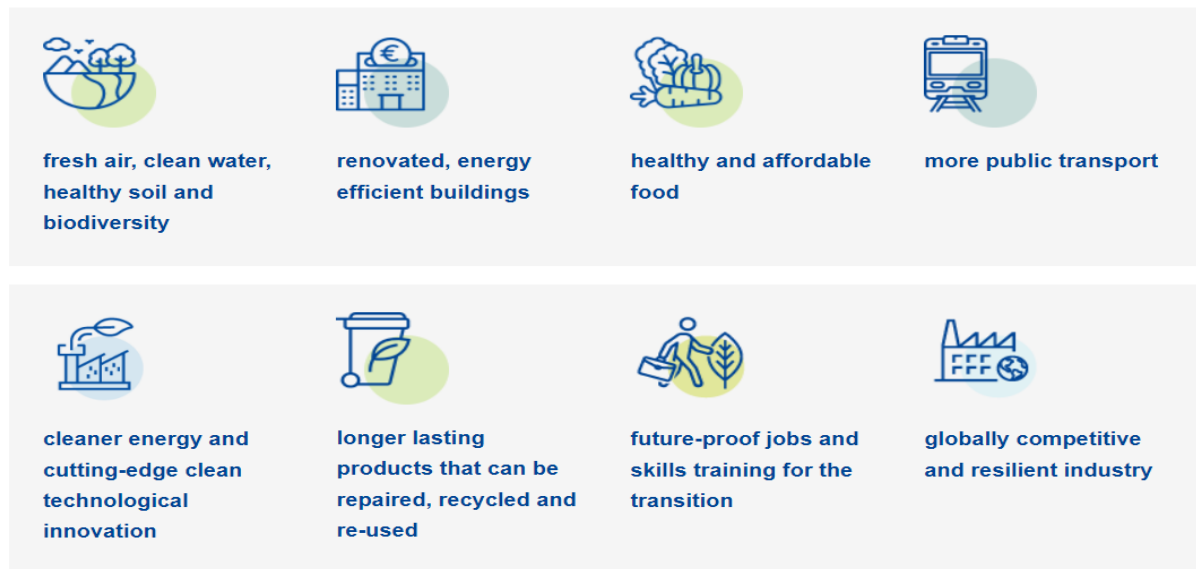 €
fresh air, clean water,
healthy soil and
biodiversity
renovated, energy
efficient buildings
healthy and affordable
food
more public transport
cleaner energy and
cutting-edge clean
technological
innovation
longer lasting
products that can be
repaired, recycled and
re-used
future-proof jobs and
skills training for the
transition
globally competitive
and resilient industry